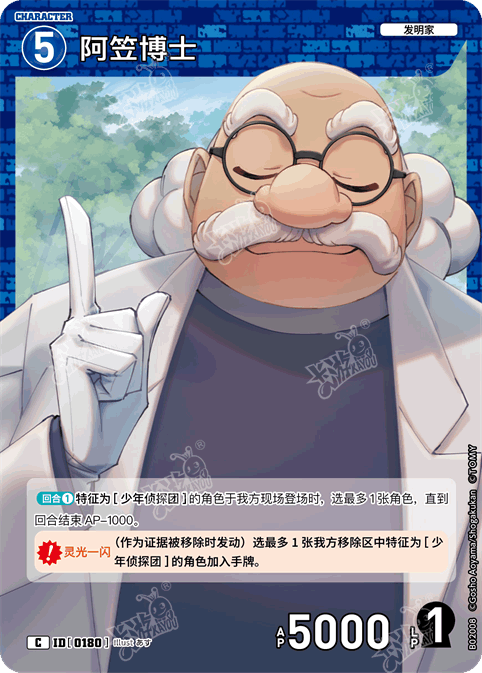 CHARACTER
5
阿笠博士
发明家
回合1 特征为[ 少年侦探团 ]的角色于我方现场登场时，选最多1张角色，直到
回合结束 AP-1000。
灵光一闪 （作为证据被移除时发动）选最多 1 张我方移除区中特征为[ 少
年侦探团 ]的角色加入手牌。
C ID[ 0180 ] illust あす
AP 5000 LP 1
B02008 ©Gosho Aoyama/Shogakukan ©TOMY